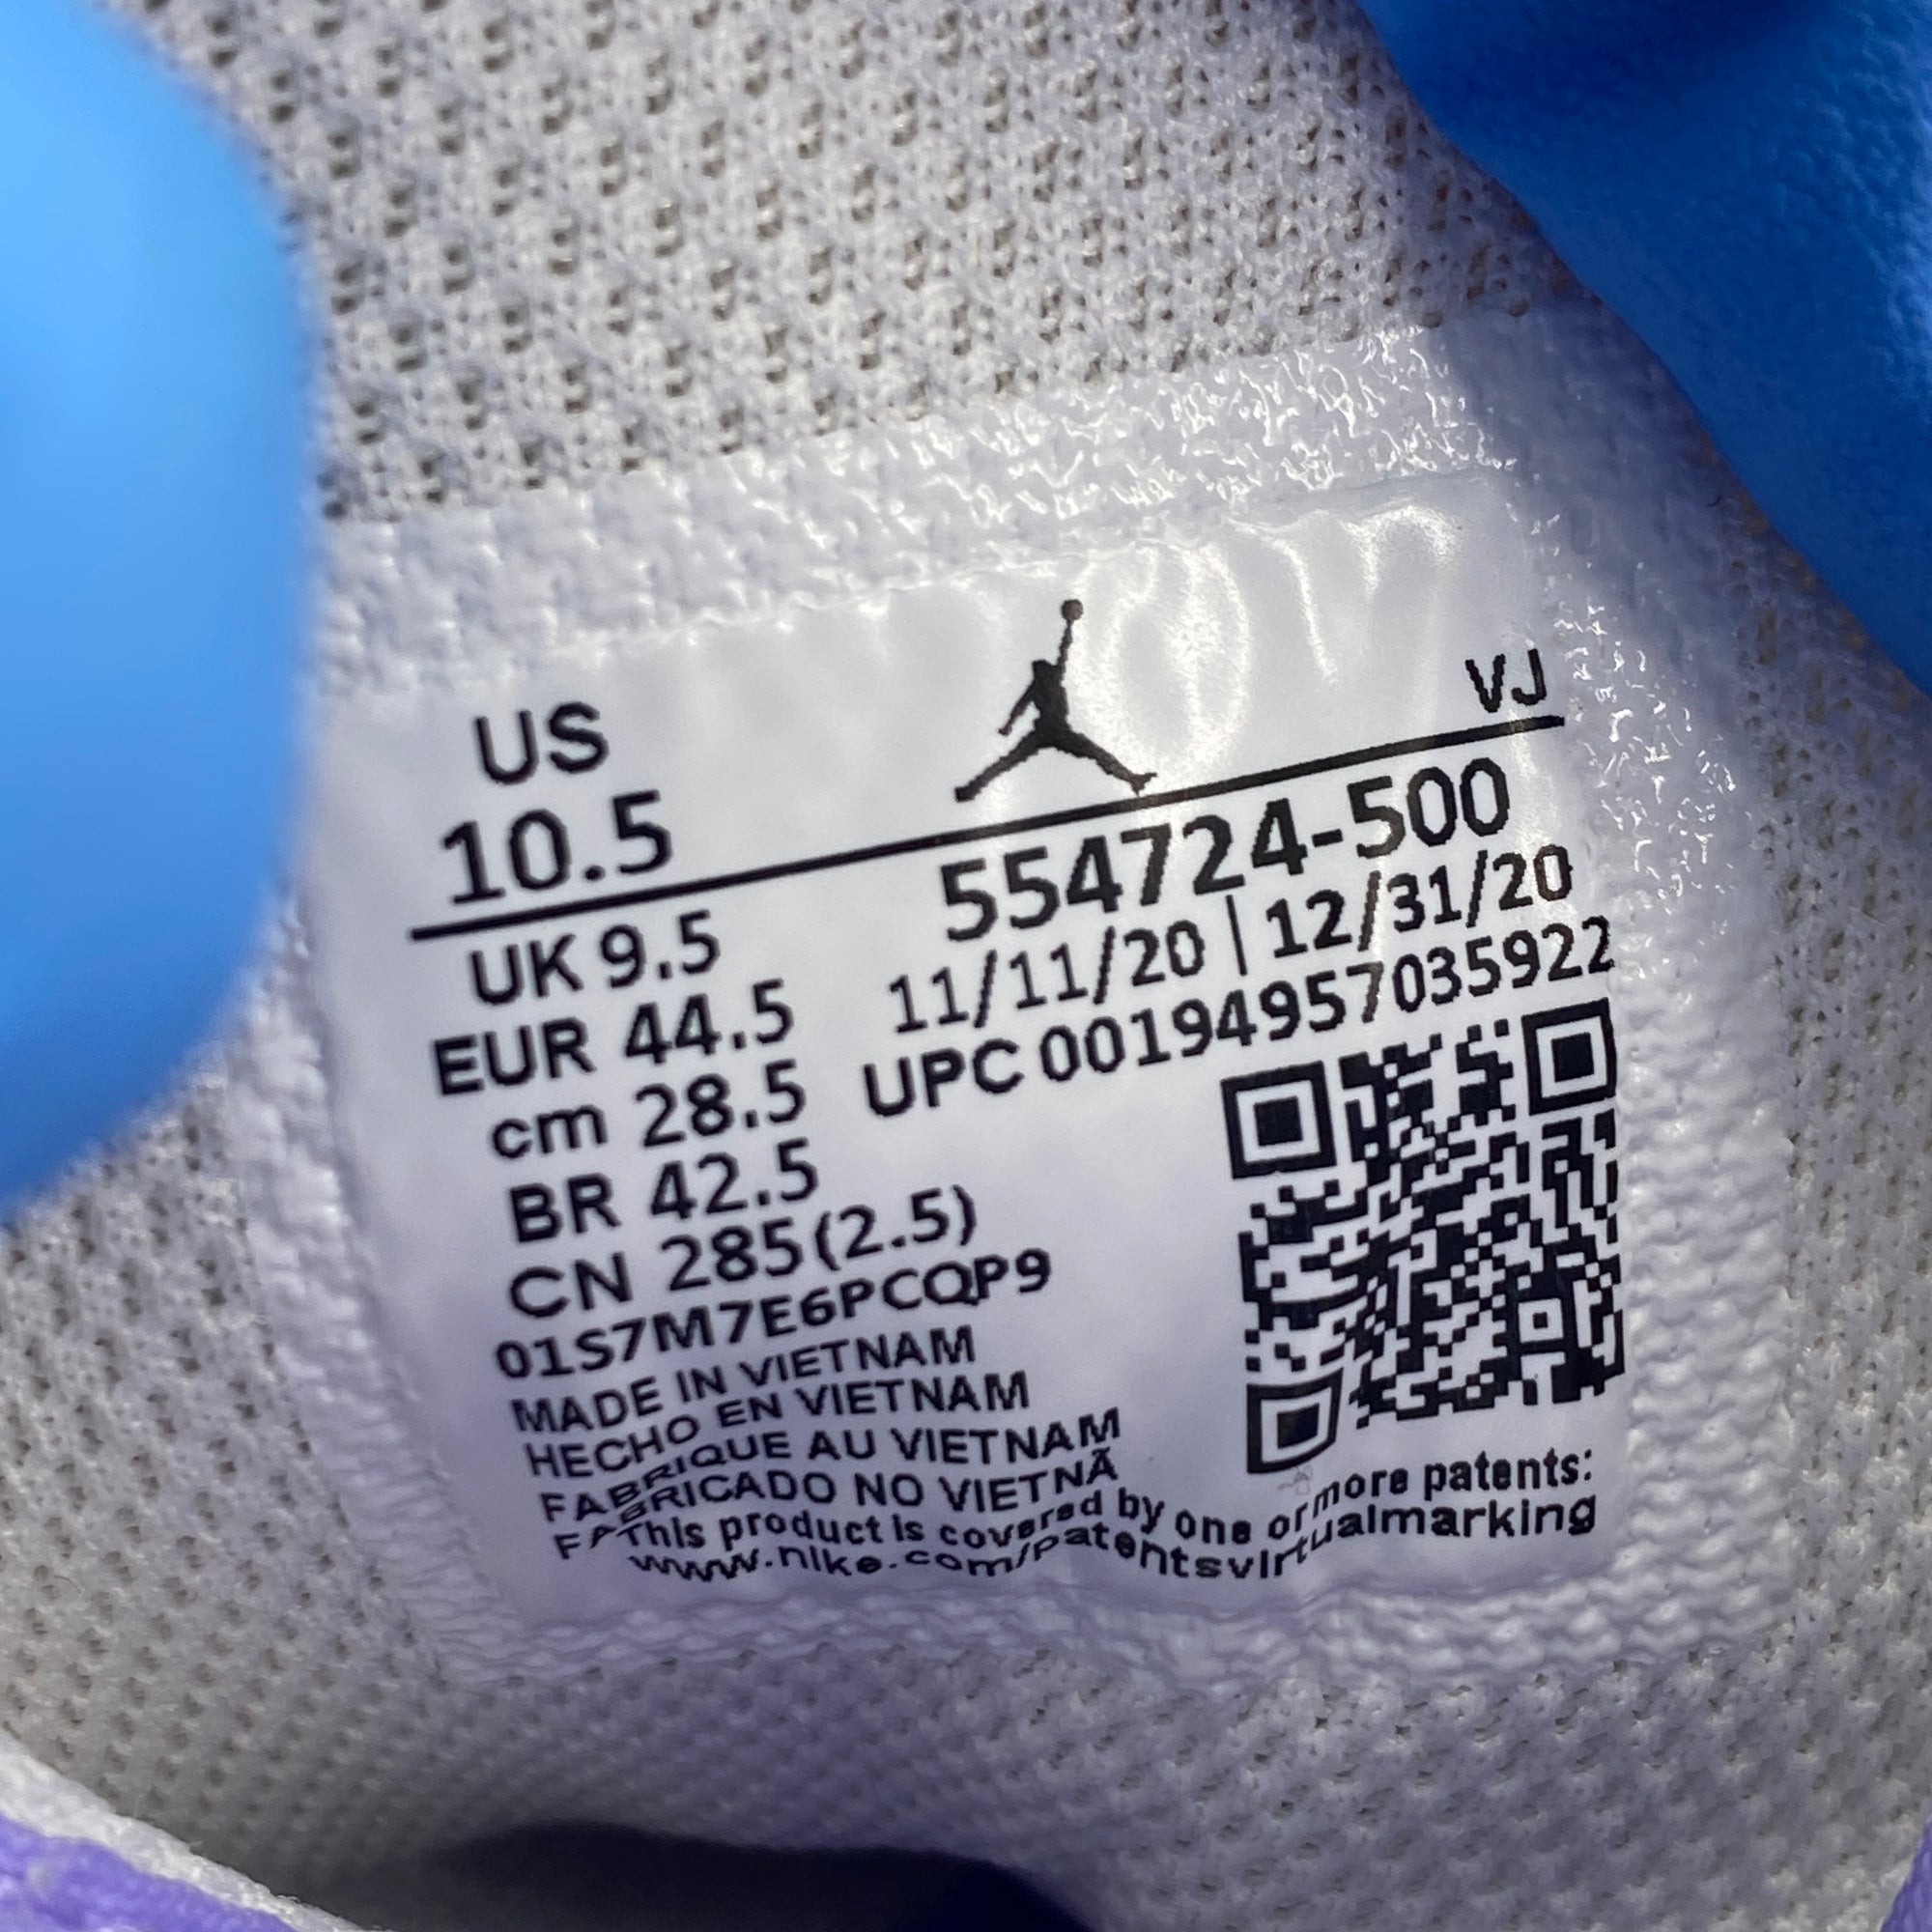 US
10.5
VJ
UK 9.5
EUR 44.5
cm 28.5
BR 42.5
CN 285(2.5)
01S7M7E6PCQP9
MADE IN VIETNAM
HECHO EN VIETNAM
FABRIQUE AU VIETNAM
FABRICADO NO VIETNÃ
554724-500
11/11/20 | 12/31/20
UPC 00194957035922
This product is covered by one or more patents:
www.nike.com/patentsvirtualmarking